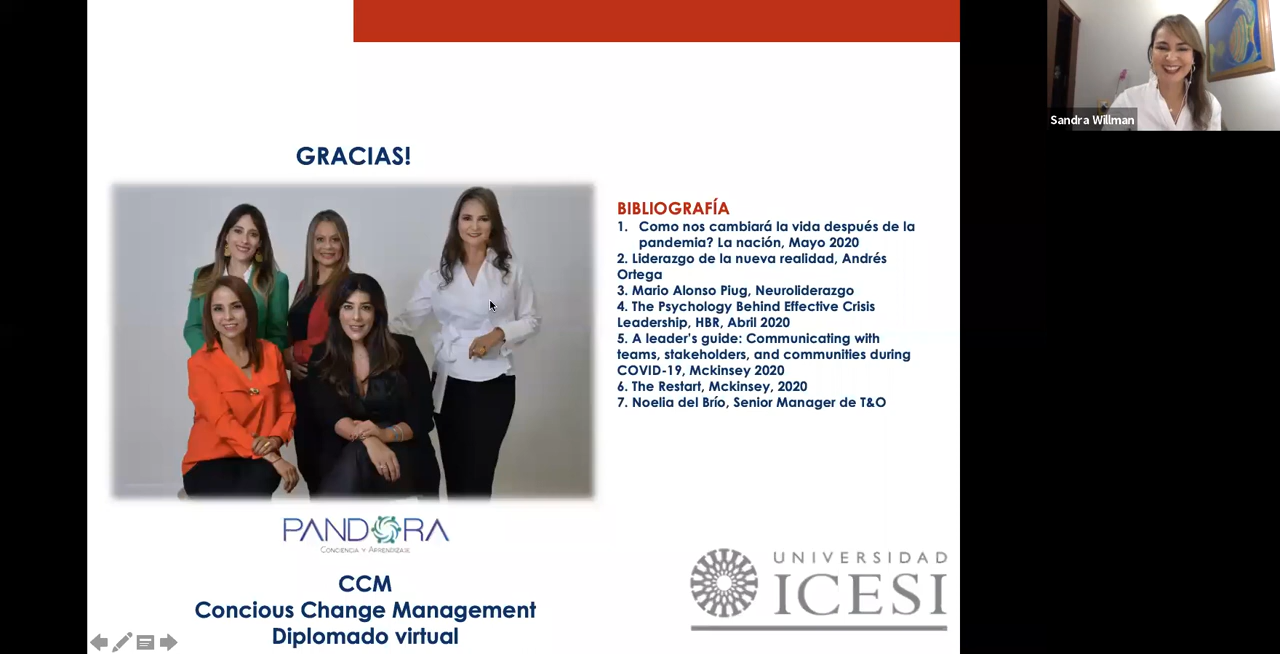 GRACIAS!
BIBLIOGRAFÍA
1. Como nos cambiará la vida después de la
pandemia? La nación, Mayo 2020
2. Liderazgo de la nueva realidad, Andrés
Ortega
3. Mario Alonso Piug, Neuroliderazgo
4. The Psychology Behind Effective Crisis
Leadership, HBR, Abril 2020
5. A leader's guide: Communicating with
teams, stakeholders, and communities during
COVID-19, Mckinsey 2020
6. The Restart, Mckinsey, 2020
7. Noelia del Brío, Senior Manager de T&O
PANDORA
CONCIENCIA Y APRENDIZAJE
CCM
Concious Change Management
Diplomado virtual
UNIVERSIDAD
ICESI
Sandra Willman